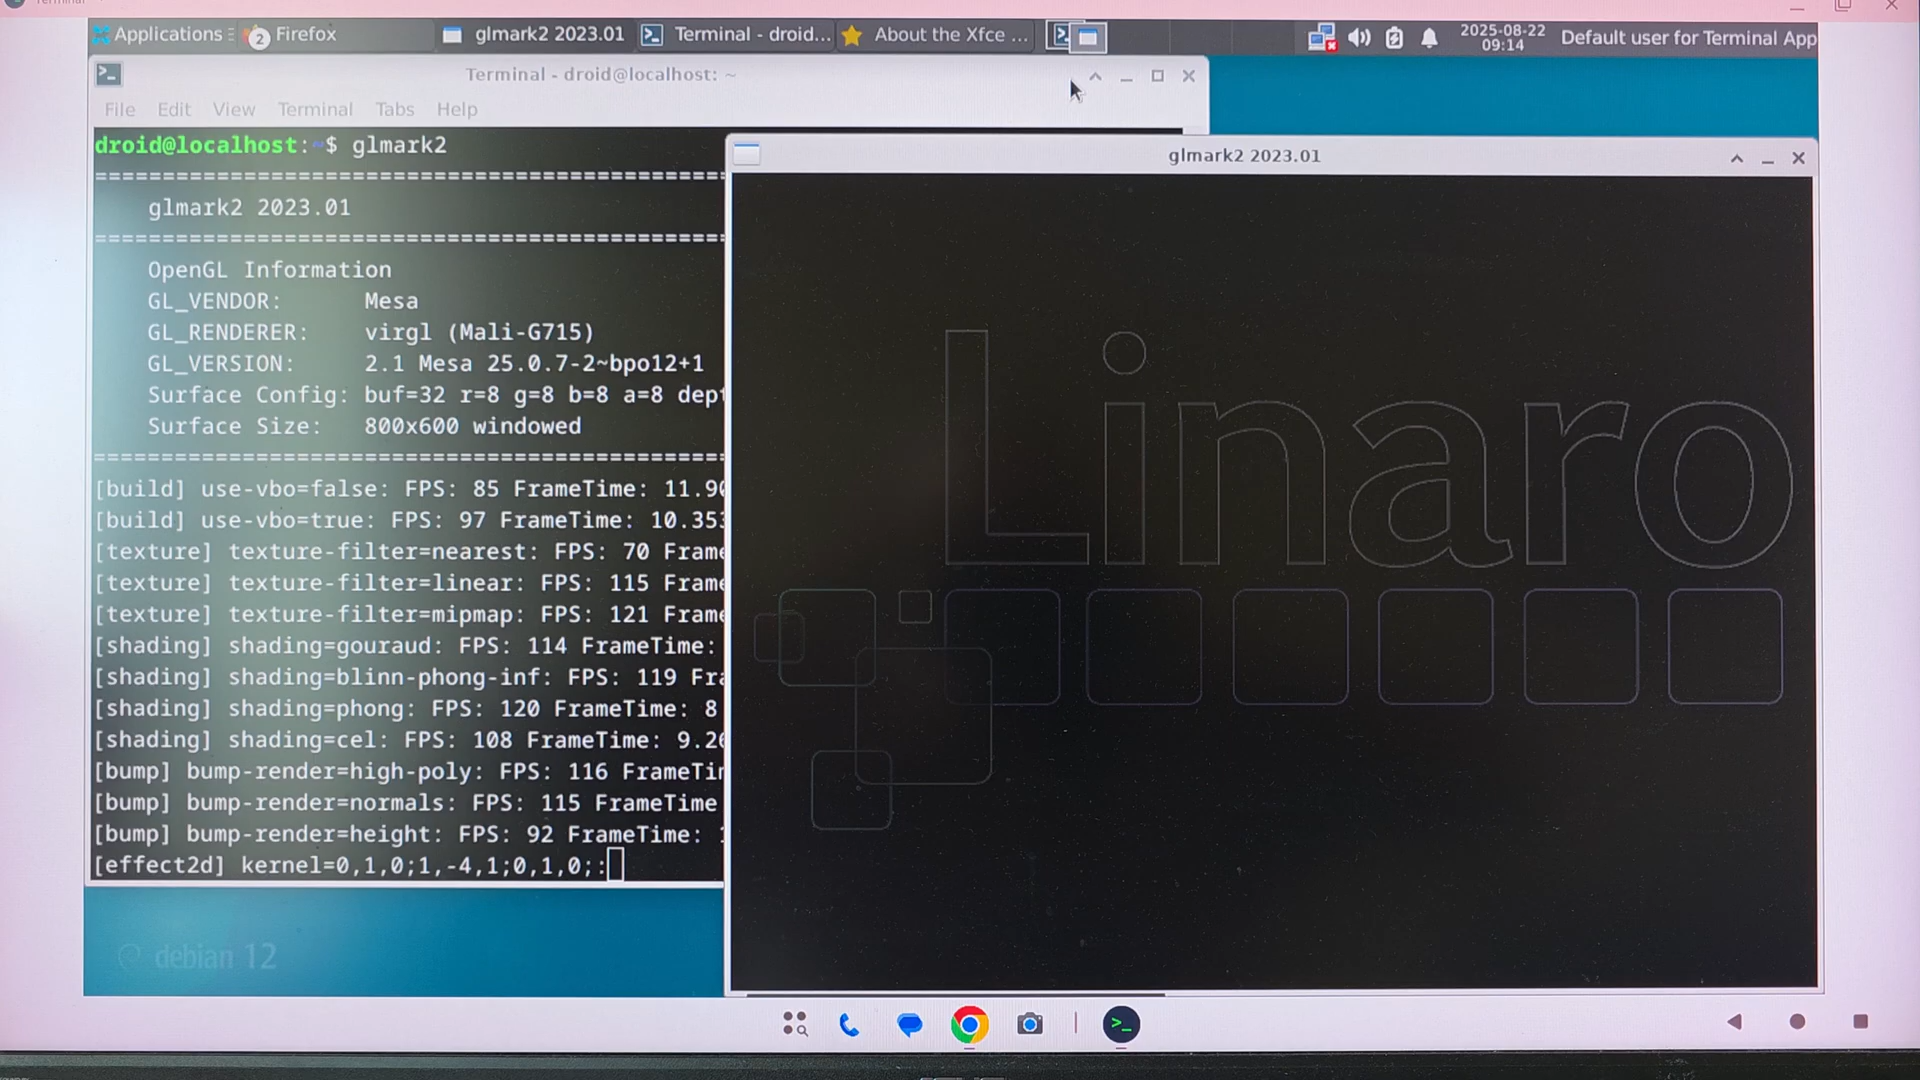 Terminal
Applications
2 Firefox
glmark2 2023.01
Terminal - droid...
About the Xfce ...
2025-08-22
09:14
Default user for Terminal App
Terminal - droid@localhost: ~
File Edit View Terminal Tabs Help
droid@localhost:~$ glmark2
=======================================================
glmark2 2023.01
=======================================================
OpenGL Information
GL_VENDOR: Mesa
GL_RENDERER: virgl (Mali-G715)
GL_VERSION: 2.1 Mesa 25.0.7-2~bpo12+1
Surface Config: buf=32 r=8 g=8 b=8 a=8 dept
Surface Size: 800x600 windowed
=======================================================
[build] use-vbo=false: FPS: 85 FrameTime: 11.90
[build] use-vbo=true: FPS: 97 FrameTime: 10.353
[texture] texture-filter=nearest: FPS: 70 Frame
[texture] texture-filter=linear: FPS: 115 Frame
[texture] texture-filter=mipmap: FPS: 121 Frame
[shading] shading=gouraud: FPS: 114 FrameTime:
[shading] shading=blinn-phong-inf: FPS: 119 Fra
[shading] shading=phong: FPS: 120 FrameTime: 8
[shading] shading=cel: FPS: 108 FrameTime: 9.26
[bump] bump-render=high-poly: FPS: 116 FrameTim
[bump] bump-render=normals: FPS: 115 FrameTime
[bump] bump-render=height: FPS: 92 FrameTime: 1
[effect2d] kernel=0,1,0;1,-4,1;0,1,0;:
debian 12
glmark2 2023.01
Linaro